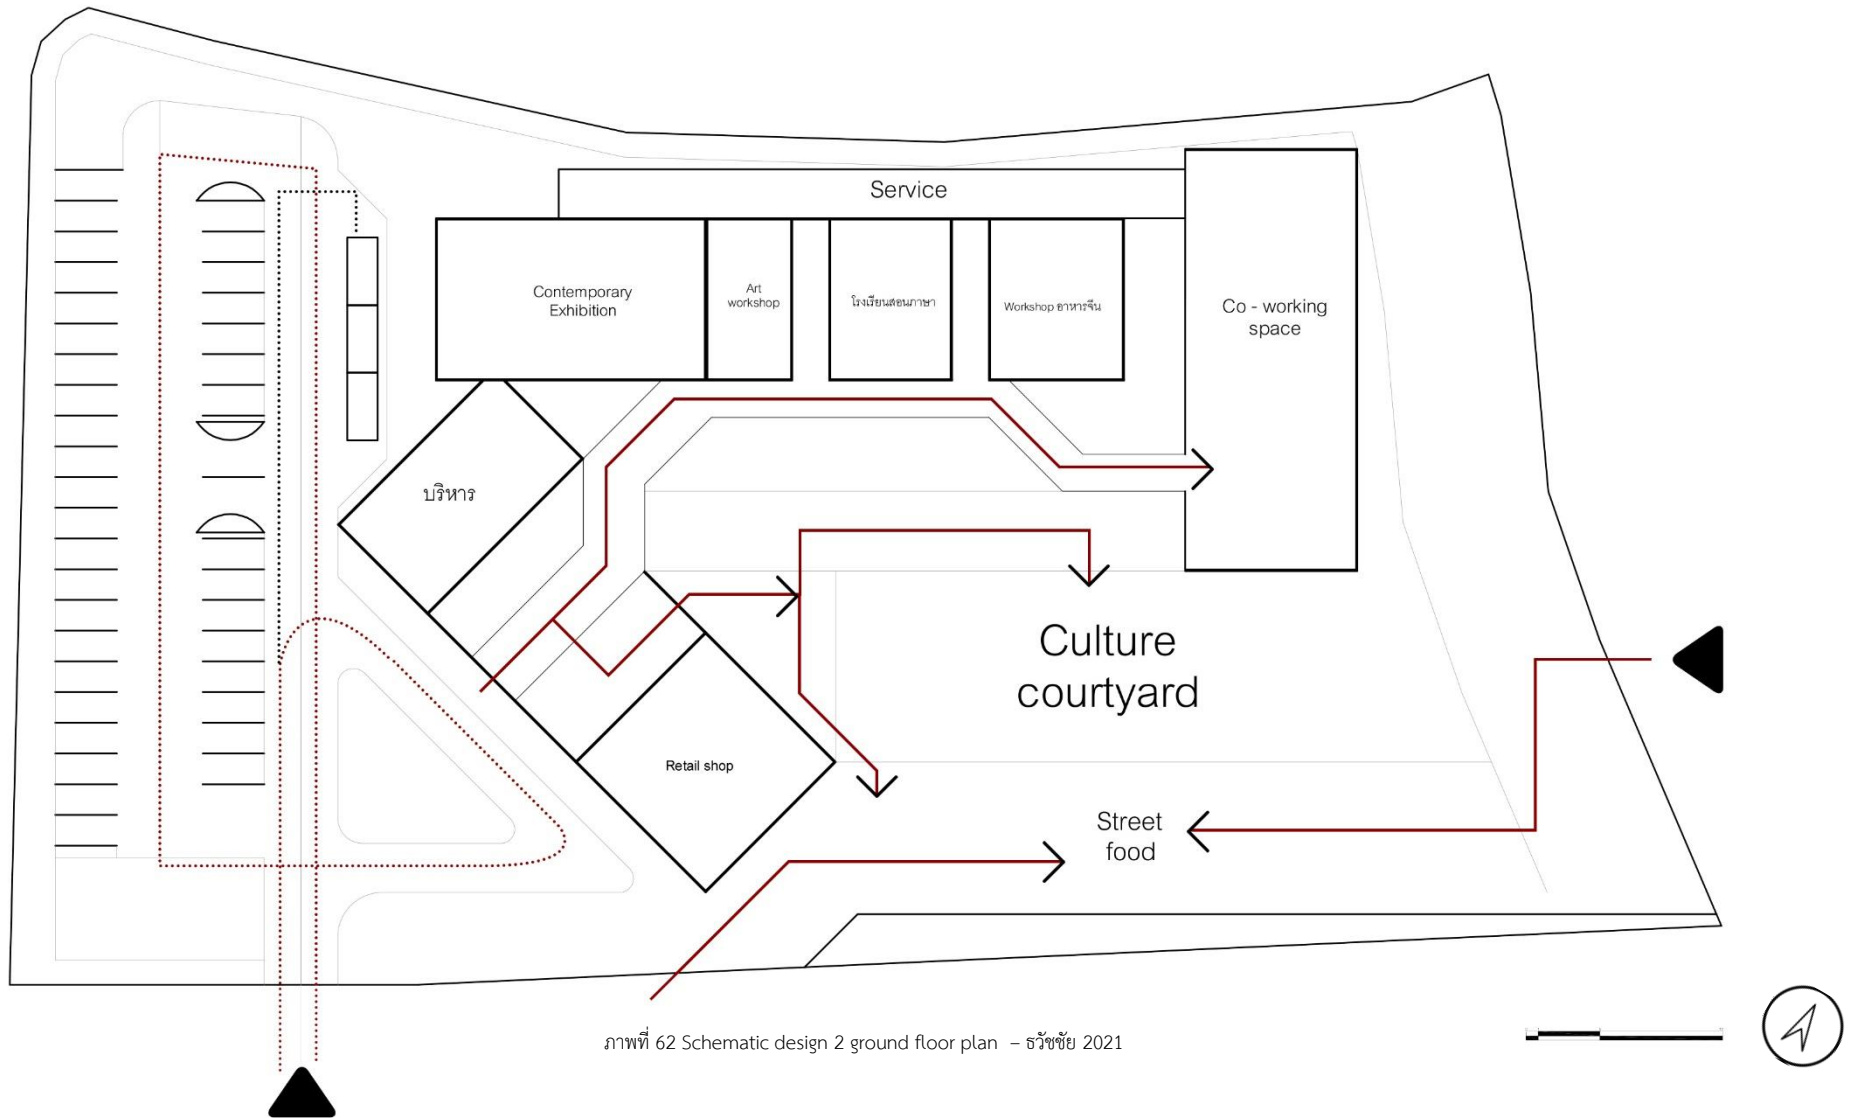 Service
Contemporary
Exhibition
Art
workshop
โรงเรียนสอนภาษา
Workshop อาหารจีน
Co - working
space
บริหาร
Culture
courtyard
Retail shop
Street
food
ภาพที่ 62 Schematic design 2 ground floor plan – ธวัชชัย 2021